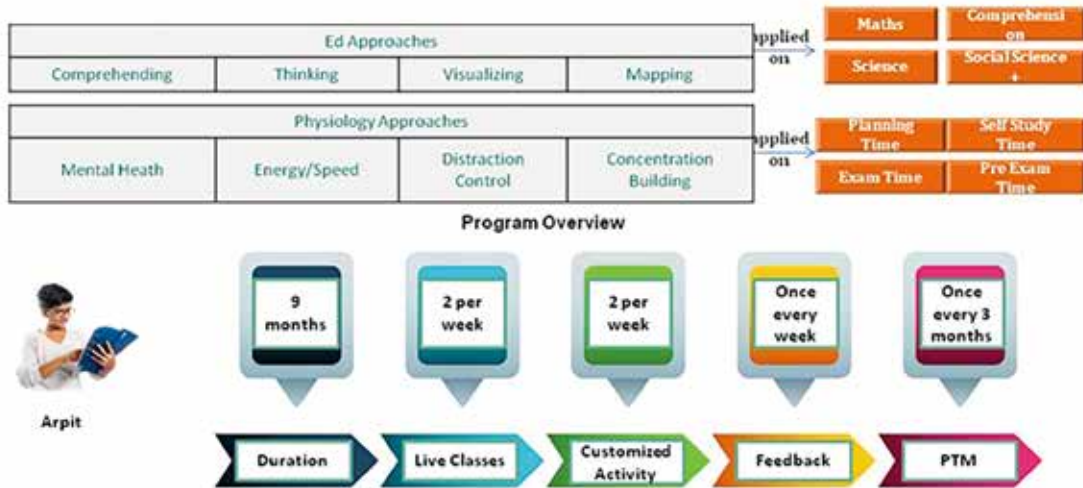 Ed Approaches
Comprehending Thinking Visualizing Mapping
applied
on
Maths
Comprehensi
on
Science
Social Science
+
Physiology Approaches
Mental Heath Energy/Speed Distraction
Control Concentration
Building
applied
on
Planning
Time
Self Study
Time
Exam Time
Pre Exam
Time
Program Overview
9
months
2 per
week
2 per
week
Once
every
week
Once
every 3
months
Arpit
Duration
Live Classes
Customized
Activity
Feedback
PTM